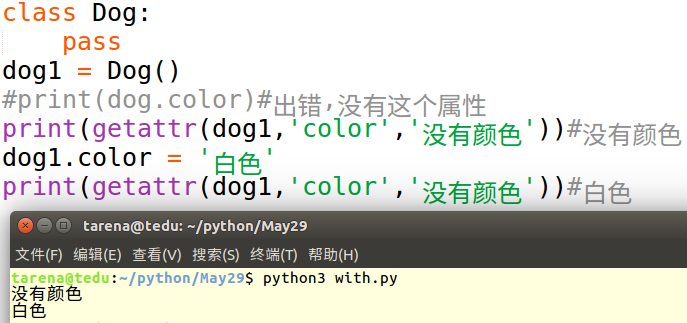 class Dog:
    pass
dog1 = Dog()
#print(dog.color)#出错,没有这个属性
print(getattr(dog1,'color','没有颜色'))#没有颜色
dog1.color = '白色'
print(getattr(dog1,'color','没有颜色'))#白色
tarena@tedu: ~/python/May29
文件(F) 编辑(E) 查看(V) 搜索(S) 终端(T) 帮助(H)
tarena@tedu:~/python/May29$ python3 with.py
没有颜色
白色